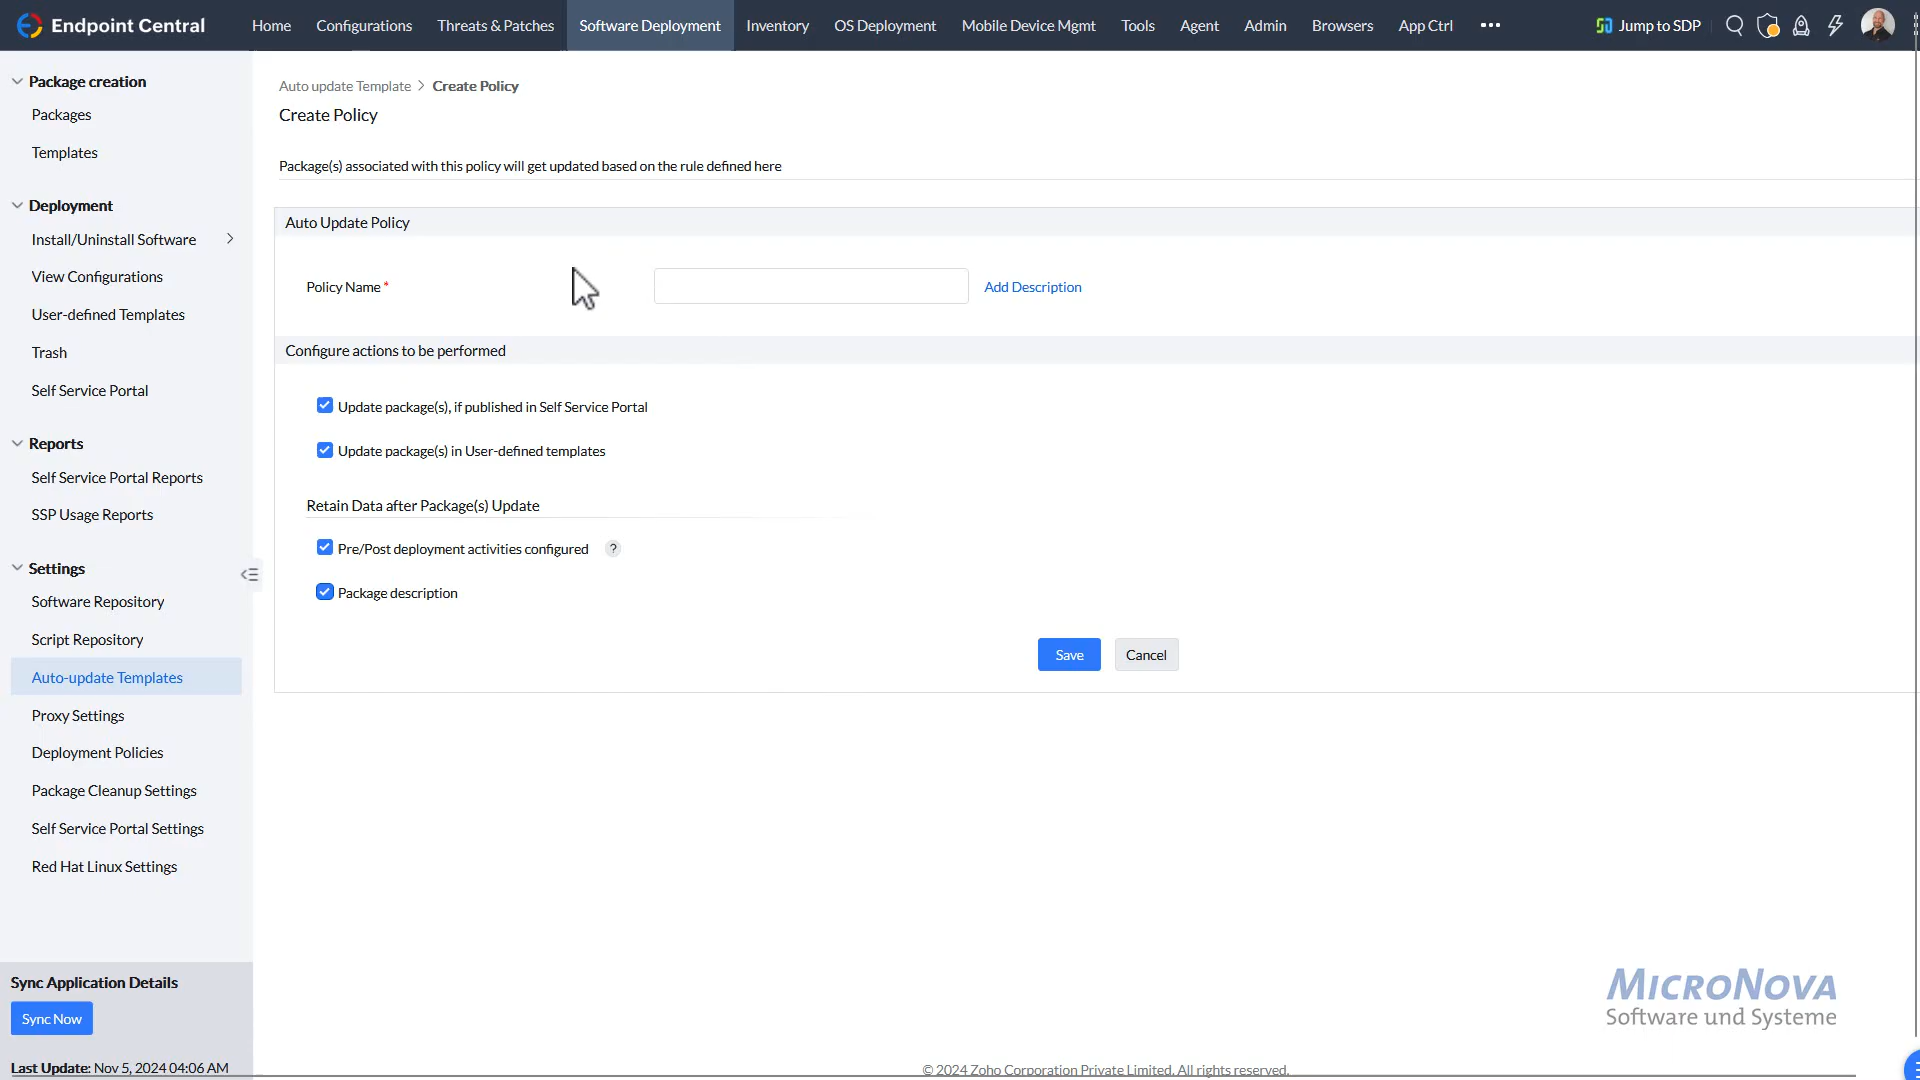 Endpoint Central
Home
Configurations
Threats & Patches
Software Deployment
Inventory
OS Deployment
Mobile Device Mgmt
Tools
Agent
Admin
Browsers
App Ctrl
Jump to SDP
Package creation
Packages
Templates
Deployment
Install/Uninstall Software
View Configurations
User-defined Templates
Trash
Self Service Portal
Reports
Self Service Portal Reports
SSP Usage Reports
Settings
Software Repository
Script Repository
Auto-update Templates
Proxy Settings
Deployment Policies
Package Cleanup Settings
Self Service Portal Settings
Red Hat Linux Settings
Sync Application Details
Sync Now
Last Update: Nov 5, 2024 04:06 AM
Auto update Template > Create Policy
Create Policy
Package(s) associated with this policy will get updated based on the rule defined here
Auto Update Policy
Policy Name *
Add Description
Configure actions to be performed
Update package(s), if published in Self Service Portal
Update package(s) in User-defined templates
Retain Data after Package(s) Update
Pre/Post deployment activities configured ?
Package description
Save
Cancel
MicroNova
Software und Systeme
© 2024 Zoho Corporation Private Limited. All rights reserved.